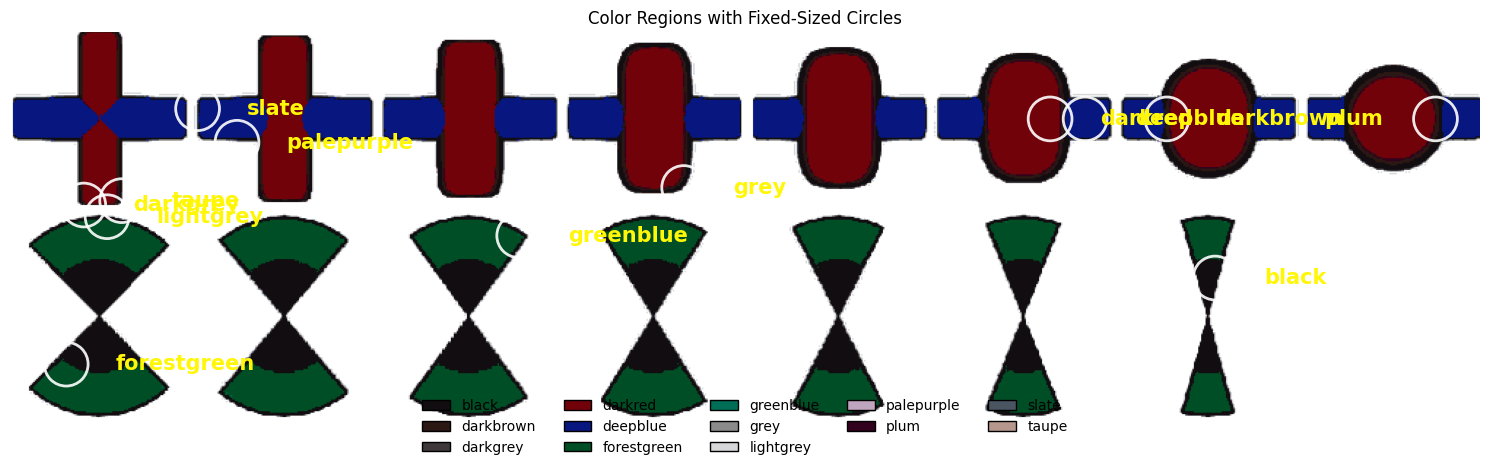 Color Regions with Fixed-Sized Circles
slate
palepurple
darkred
deepblue
darkbrown
plum
grey
taupe
darkgrey
lightgrey
greenblue
black
forestgreen
black
darkred
greenblue
palepurple
slate
darkbrown
deepblue
grey
plum
taupe
darkgrey
forestgreen
lightgrey